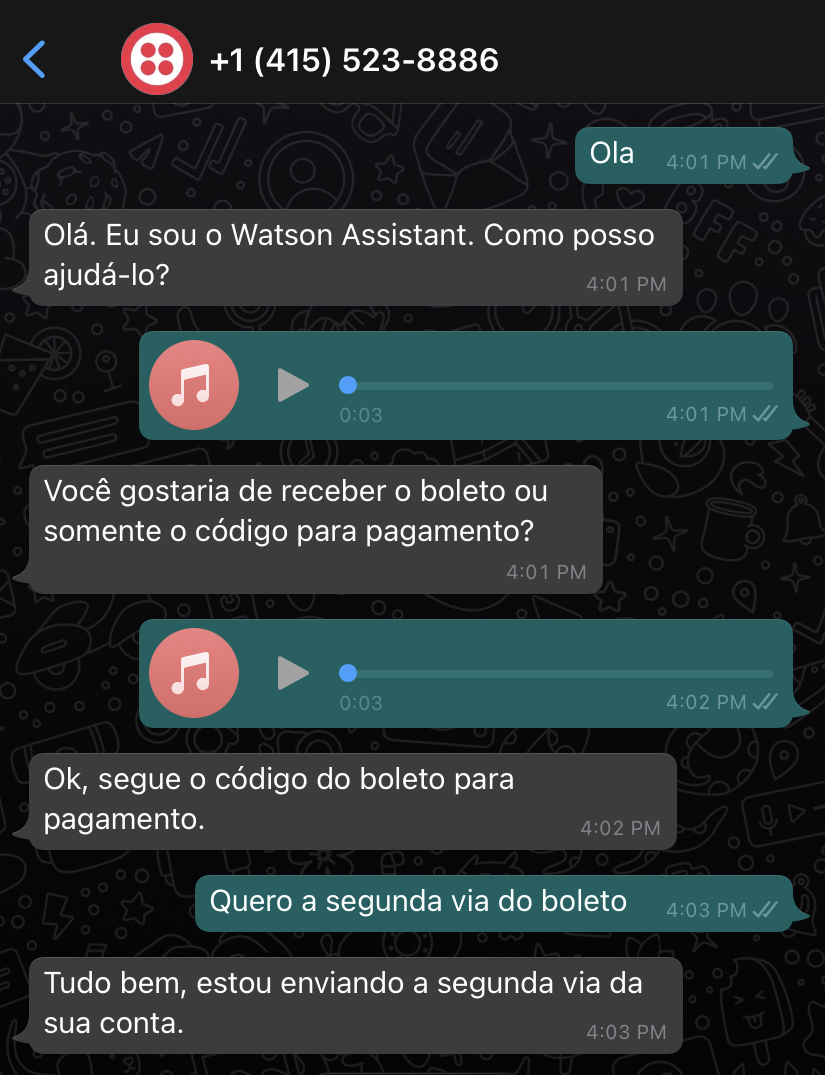 +1 (415) 523-8886
Ola 4:01 PM
Olá. Eu sou o Watson Assistant. Como posso
ajudá-lo?
4:01 PM
0:03 4:01 PM
Você gostaria de receber o boleto ou
somente o código para pagamento?
4:01 PM
0:03 4:02 PM
Ok, segue o código do boleto para
pagamento.
4:02 PM
Quero a segunda via do boleto 4:03 PM
Tudo bem, estou enviando a segunda via da
sua conta.
4:03 PM